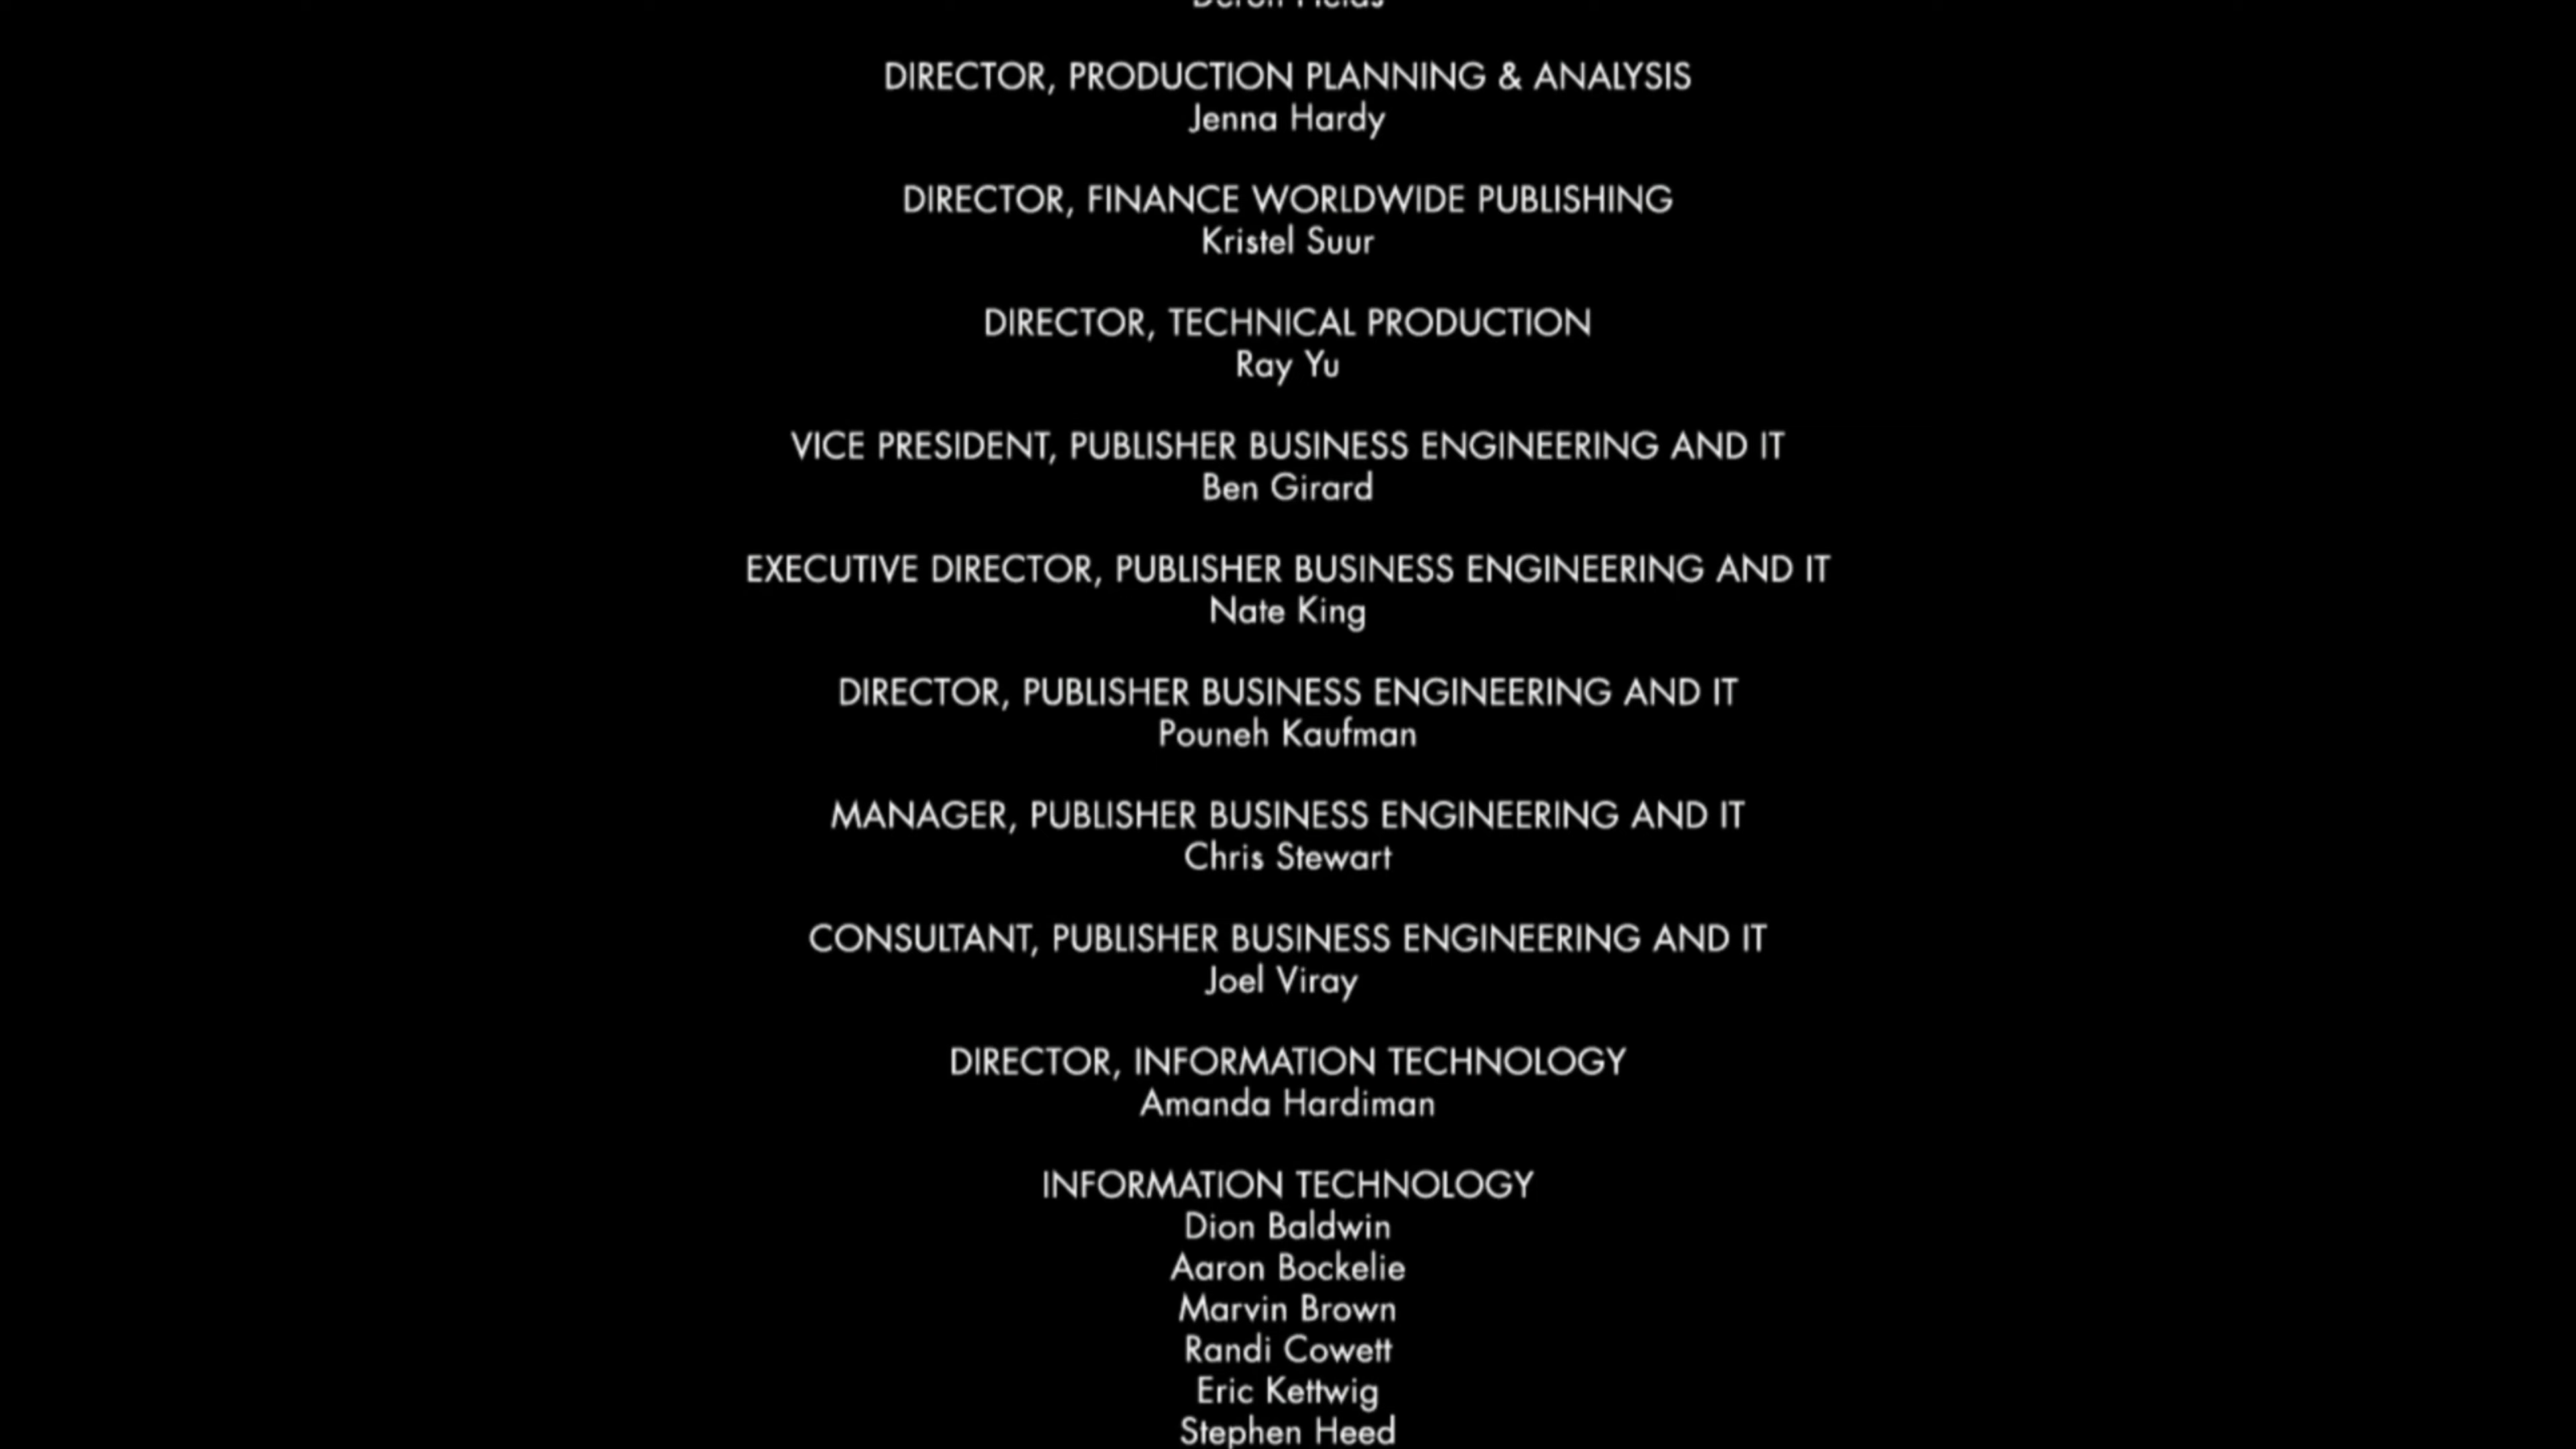 DIRECTOR, PRODUCTION PLANNING & ANALYSIS
Jenna Hardy
DIRECTOR, FINANCE WORLDWIDE PUBLISHING
Kristel Suur
DIRECTOR, TECHNICAL PRODUCTION
Ray Yu
VICE PRESIDENT, PUBLISHER BUSINESS ENGINEERING AND IT
Ben Girard
EXECUTIVE DIRECTOR, PUBLISHER BUSINESS ENGINEERING AND IT
Nate King
DIRECTOR, PUBLISHER BUSINESS ENGINEERING AND IT
Pouneh Kaufman
MANAGER, PUBLISHER BUSINESS ENGINEERING AND IT
Chris Stewart
CONSULTANT, PUBLISHER BUSINESS ENGINEERING AND IT
Joel Viray
DIRECTOR, INFORMATION TECHNOLOGY
Amanda Hardiman
INFORMATION TECHNOLOGY
Dion Baldwin
Aaron Bockelie
Marvin Brown
Randi Cowett
Eric Kettwig
Stephen Heed